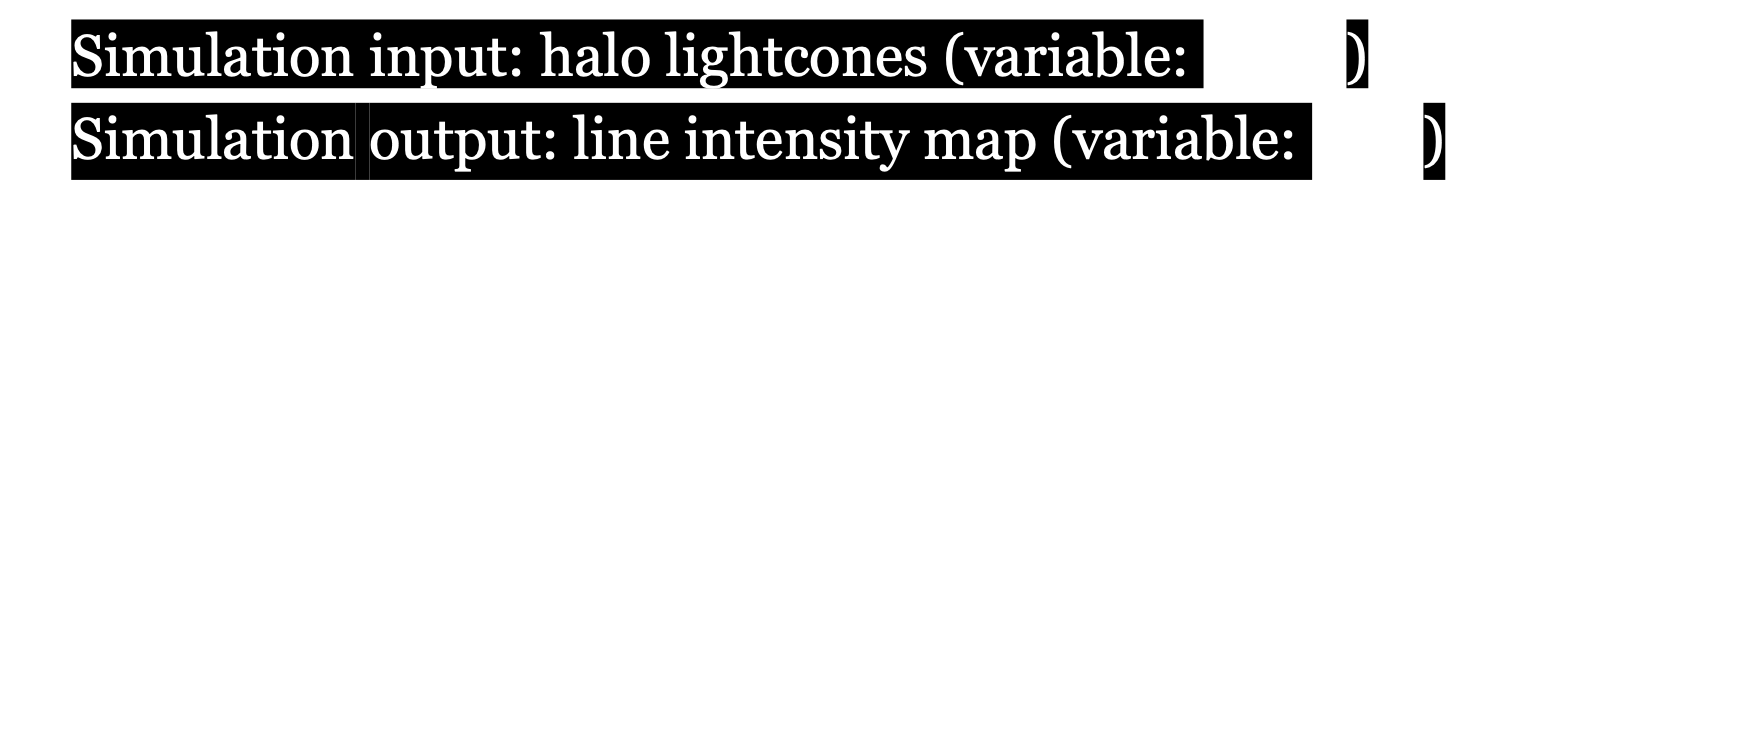 Simulation input: halo lightcones (variable: )
Simulation output: line intensity map (variable: )